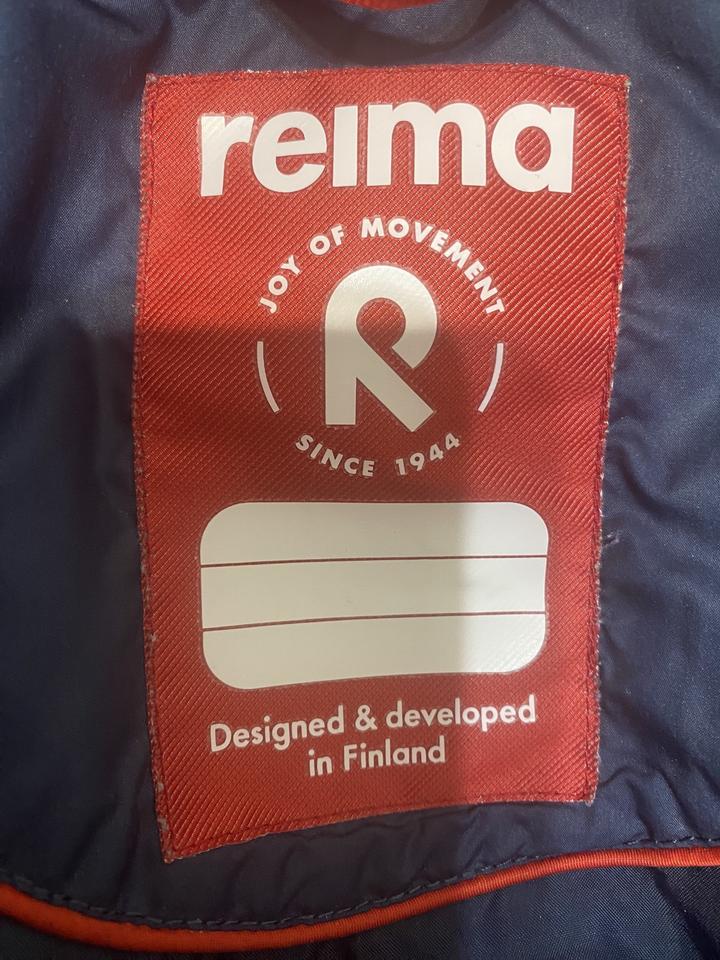 reima
JOY OF MOVEMENT
R
SINCE 1944
Designed & developed
in Finland